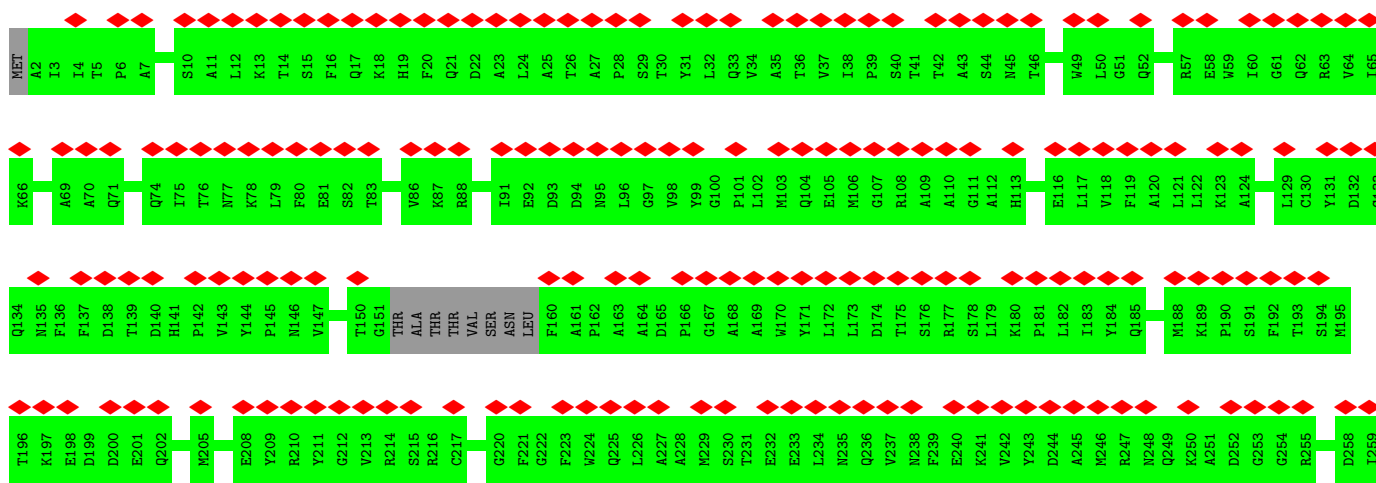 MET A2 I3 I4 T5 P6 A7 S10 A11 L12 K13 T14 S15 F16 Q17 K18 H19 F20 Q21 D22 A23 L24 A25 T26 A27 P28 S29 T30 Y31 L32 Q33 V34 A35 T36 V37 I38 P39 S40 T41 T42 A43 S44 N45 T46 W49 L50 G51 Q52 R57 E58 W59 I60 G61 Q62 R63 V64 I65
K66 A69 A70 Q71 Q74 I75 T76 N77 K78 L79 F80 E81 S82 T83 V86 K87 R88 I91 E92 D93 D94 N95 L96 G97 V98 Y99 G100 P101 L102 M103 Q104 E105 M106 G107 R108 A109 A110 G111 A112 H113 E116 L117 V118 F119 A120 L121 L122 K123 A124 L129 C130 Y131 D132
Q134 N135 F136 F137 D138 T139 D140 H141 P142 V143 Y144 P145 N146 V147 T150 G151 THR ALA THR THR VAL SER ASN LEU F160 A161 P162 A163 A164 D165 P166 G167 A168 A169 W170 Y171 L172 L173 D174 T175 S176 R177 S178 L179 K180 P181 L182 I183 Y184 Q185 M188 K189 P190 S191 F192 T193 S194 M195
T196 K197 E198 D199 D200 E201 Q202 M205 E208 Y209 R210 Y211 G212 V213 R214 S215 R216 C217 G220 F221 G222 F223 W224 Q225 L226 A227 A228 M229 S230 T231 E232 E233 L234 N235 Q236 V237 N238 F239 E240 K241 V242 Y243 D244 A245 M246 R247 N248 Q249 K250 A251 D252 G253 G254 R255 D258 I259